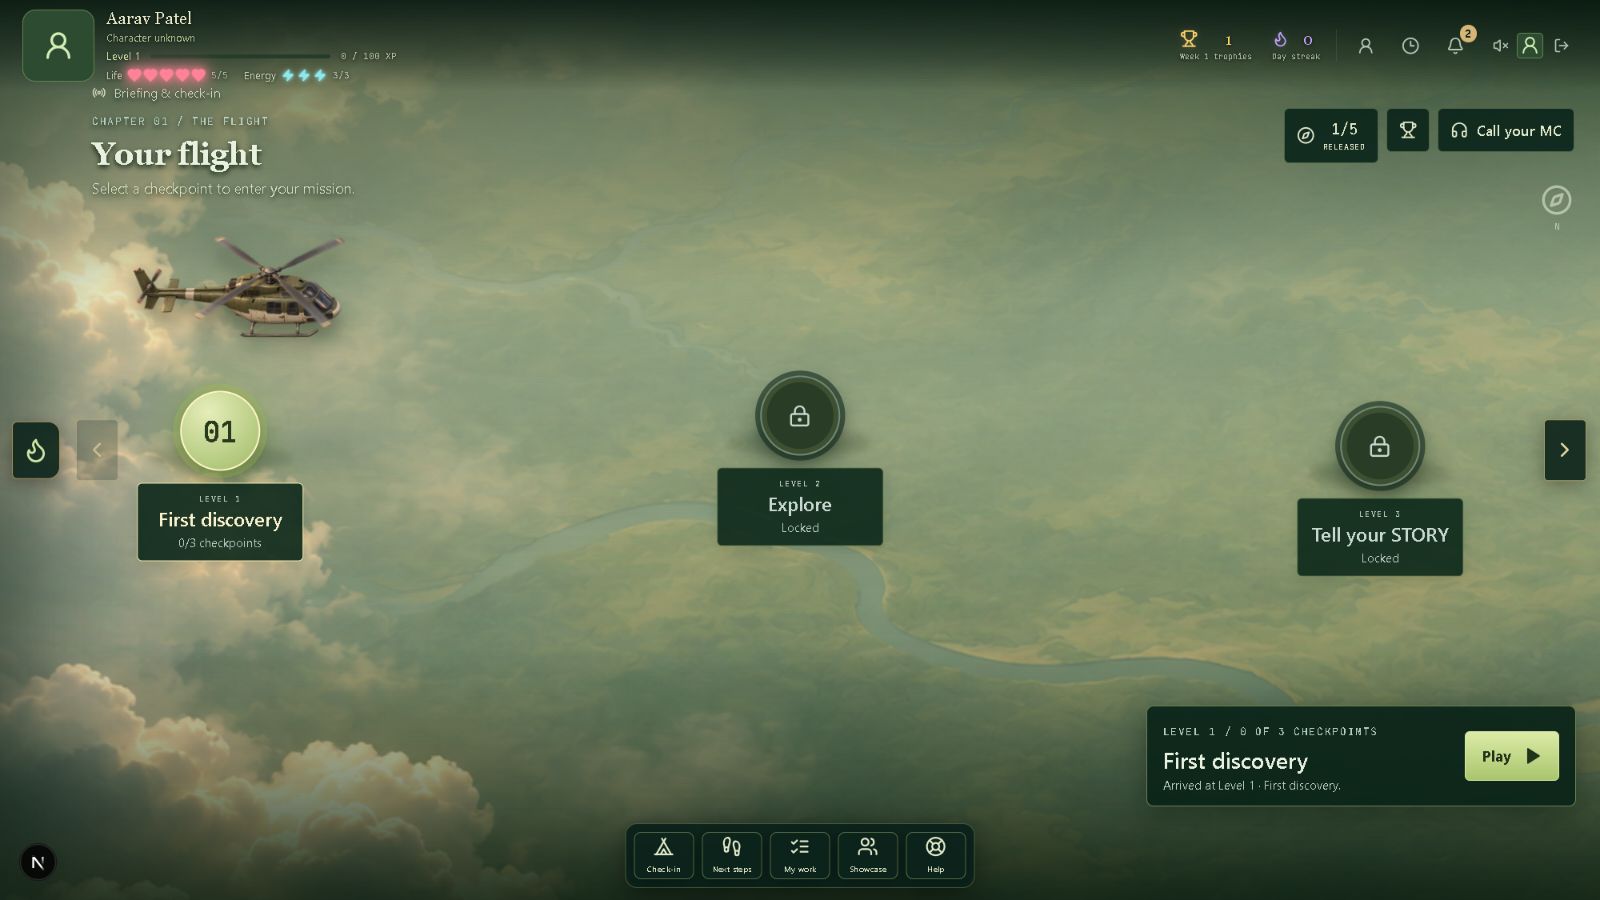 Aarav Patel
Character unknown
Level 1
0 / 100 XP
Life 5/5 Energy 3/3
Briefing & check-in
CHAPTER 01 / THE FLIGHT
Your flight
Select a checkpoint to enter your mission.
1
Week 1 trophies
0
Day streak
2
1/5
RELEASED
Call your MC
N
01
LEVEL 1
First discovery
0/3 checkpoints
LEVEL 2
Explore
Locked
LEVEL 3
Tell your STORY
Locked
LEVEL 1 / 0 OF 3 CHECKPOINTS
First discovery
Arrived at Level 1 · First discovery.
Play
N
Check-in
Next steps
My work
Showcase
Help